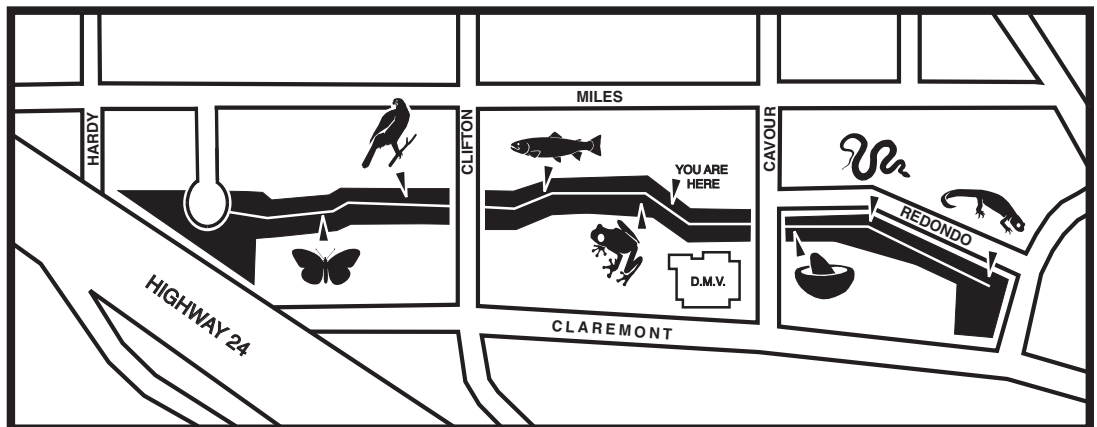 MILES
HARDY
CLIFTON
CAVOUR
YOU ARE
HERE
REDONDO
D.M.V.
HIGHWAY 24
CLAREMONT